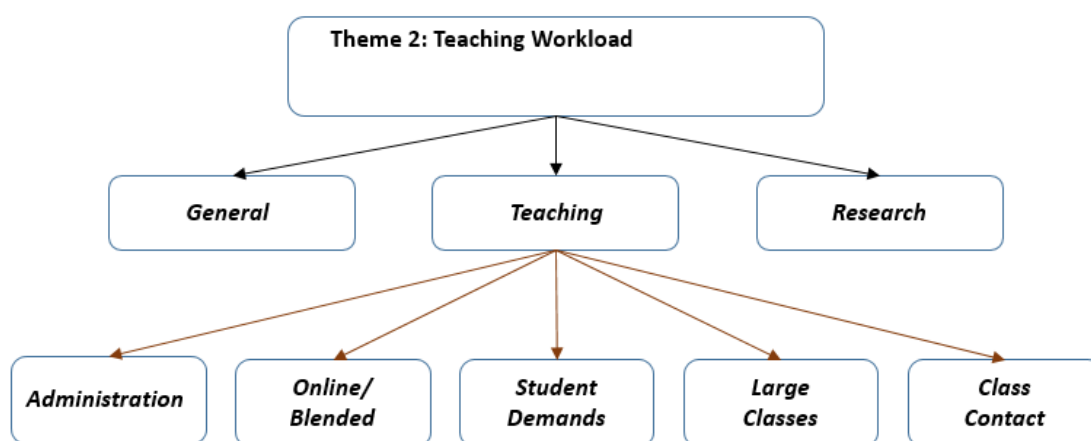 Theme 2: Teaching Workload
General
Teaching
Research
Administration
Online/
Blended
Student
Demands
Large
Classes
Class
Contact